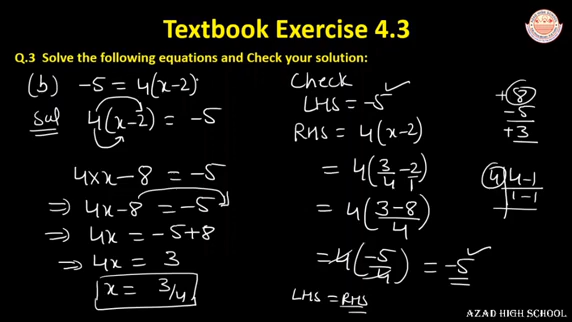 Textbook Exercise 4.3
Q.3 Solve the following equations and Check your solution:
(b) -5 = 4(x-2)
Sol 4(x-2) = -5
4×x-8 = -5
⇒ 4x-8 = -5
⇒ 4x = -5+8
⇒ 4x = 3
x = 3/4
Check
LHS = -5 ✓
RHS = 4(x-2)
= 4(3/4 - 2/1)
= 4((3-8)/4)
= 4(-5/4) = -5 ✓
LHS = RHS
+8
-5
+3
4 | 4-1
1-1
AZAD HIGH SCHOOL